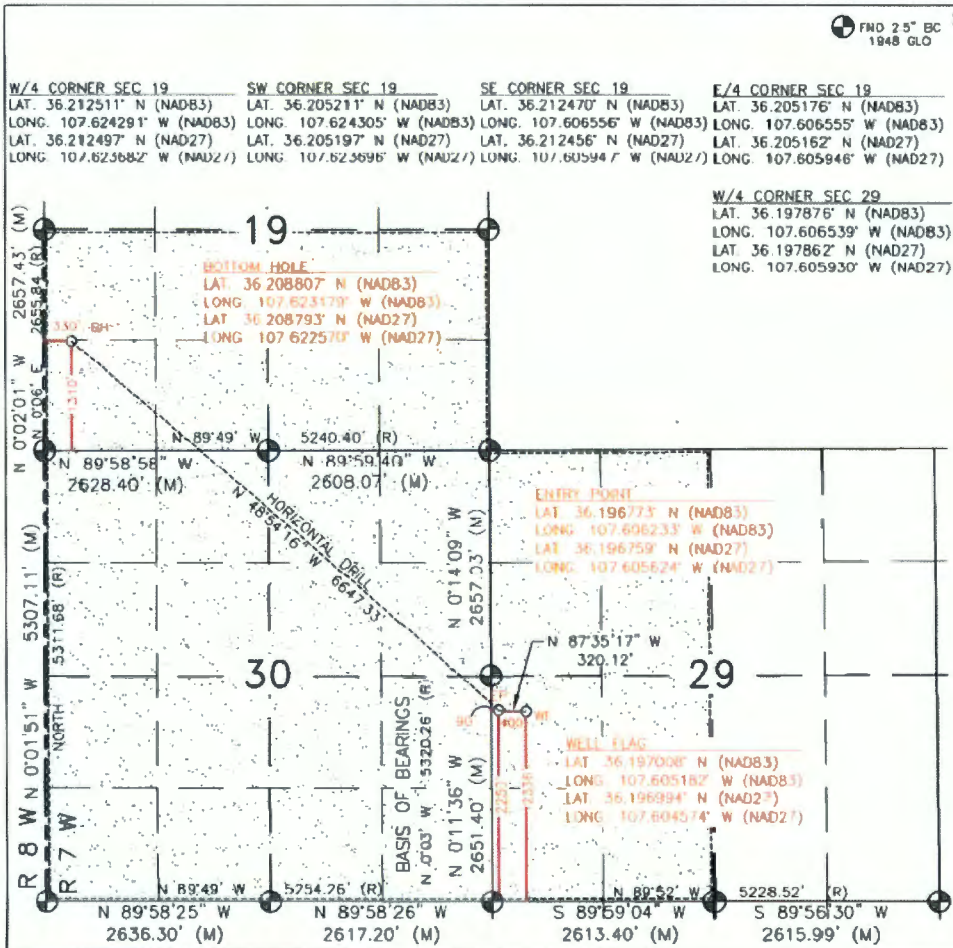 FND 2.5" BC
1948 GLO
W/4 CORNER SEC 19
LAT. 36.212511° N (NAD83)
LONG. 107.624291° W (NAD83)
LAT. 36.212497° N (NAD27)
LONG. 107.623682° W (NAD27)
SW CORNER SEC 19
LAT. 36.205211° N (NAD83)
LONG. 107.624305° W (NAD83)
LAT. 36.205197° N (NAD27)
LONG. 107.623696° W (NAD27)
SE CORNER SEC 19
LAT. 36.212470° N (NAD83)
LONG. 107.606556° W (NAD83)
LAT. 36.212456° N (NAD27)
LONG. 107.605947° W (NAD27)
E/4 CORNER SEC 19
LAT. 36.205176° N (NAD83)
LONG. 107.606555° W (NAD83)
LAT. 36.205162° N (NAD27)
LONG. 107.605946° W (NAD27)
W/4 CORNER SEC 29
LAT. 36.197876° N (NAD83)
LONG. 107.606539° W (NAD83)
LAT. 36.197862° N (NAD27)
LONG. 107.605930° W (NAD27)
19
BOTTOM HOLE
LAT. 36.208807° N (NAD83)
LONG. 107.623179° W (NAD83)
LAT 36.208793° N (NAD27)
LONG 107.622570° W (NAD27)
N 0°02'01" W 2657.43' (M)
N 0°06' E 2655.84' (R)
330'
BH
1310'
N 89°49' W 5240.40' (R)
N 89°58'58" W
2628.40' (M)
N 89°59'40" W
2608.07' (M)
HORIZONTAL DRILL
N 48°54'16" W 6647.33'
ENTRY POINT
LAT. 36.196773° N (NAD83)
LONG. 107.606233° W (NAD83)
LAT 36.196759° N (NAD27)
LONG. 107.605624° W (NAD27)
N 0°14'09" W
2657.03' (M)
N 87°35'17" W
320.12'
N 0°01'51" W 5307.11' (M)
NORTH 5311.68' (R)
30
29
EP
90
WF
WELL FLAG
LAT 36.197008° N (NAD83)
LONG. 107.605182° W (NAD83)
LAT. 36.196994° N (NAD27)
LONG. 107.604574° W (NAD27)
2336'
BASIS OF BEARINGS
N 0°03' W 5320.26' (R)
N 0°11'36" W
2651.40' (M)
R 8 W
R 7 W
N 89°49' W 5254.26' (R)
N 89°52' W 5228.52' (R)
N 89°58'25" W
2636.30' (M)
N 89°58'26" W
2617.20' (M)
S 89°59'04" W
2613.40' (M)
S 89°56'30" W
2615.99' (M)